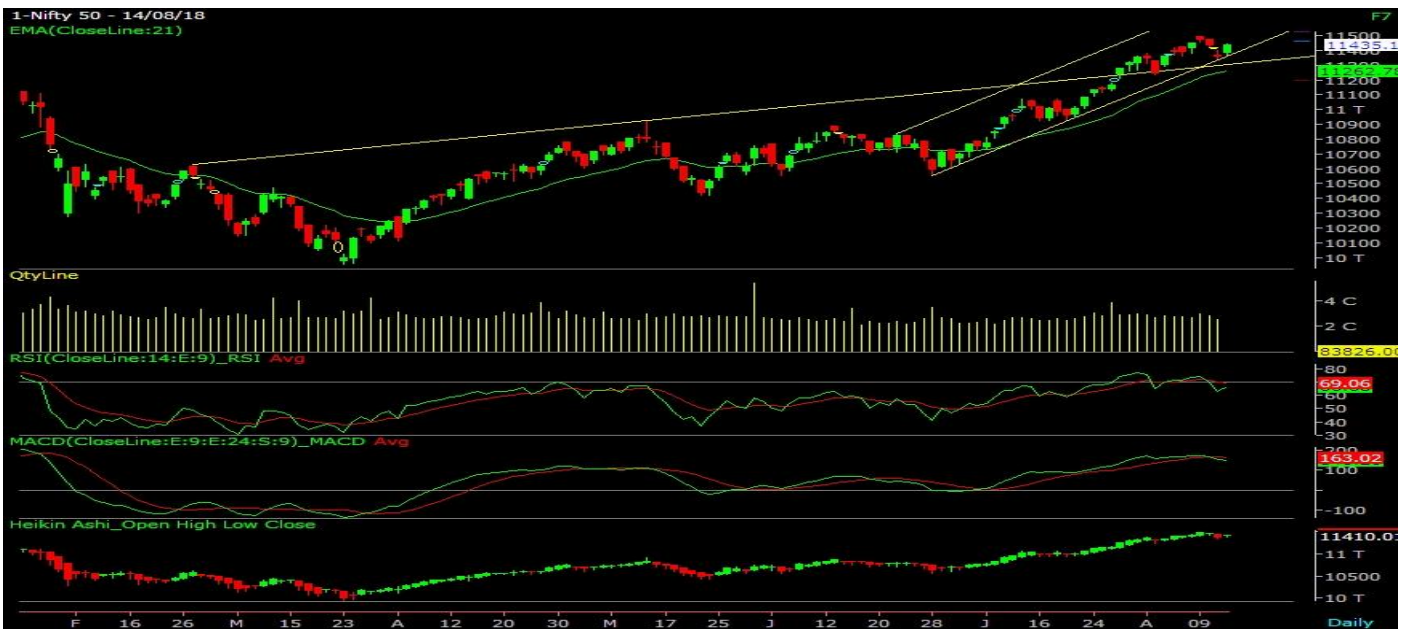 1-Nifty 50 - 14/08/18 F7
EMA(CloseLine:21)
11500
11435.1
11400
11262.78
11200
11100
11 T
10900
10800
10700
10600
10500
10400
10300
10200
10100
10 T
QtyLine
4 C
2 C
83826.00
RSI(CloseLine:14:E:9)_RSI Avg
80
69.06
60
50
40
30
MACD(CloseLine:E:9:E:24:S:9)_MACD Avg
200
163.02
100
-100
Heikin Ashi_Open High Low Close
11410.01
11 T
10500
10 T
F 16 26 M 15 23 A 12 20 30 M 17 25 J 12 20 28 J 16 24 A 09 Daily